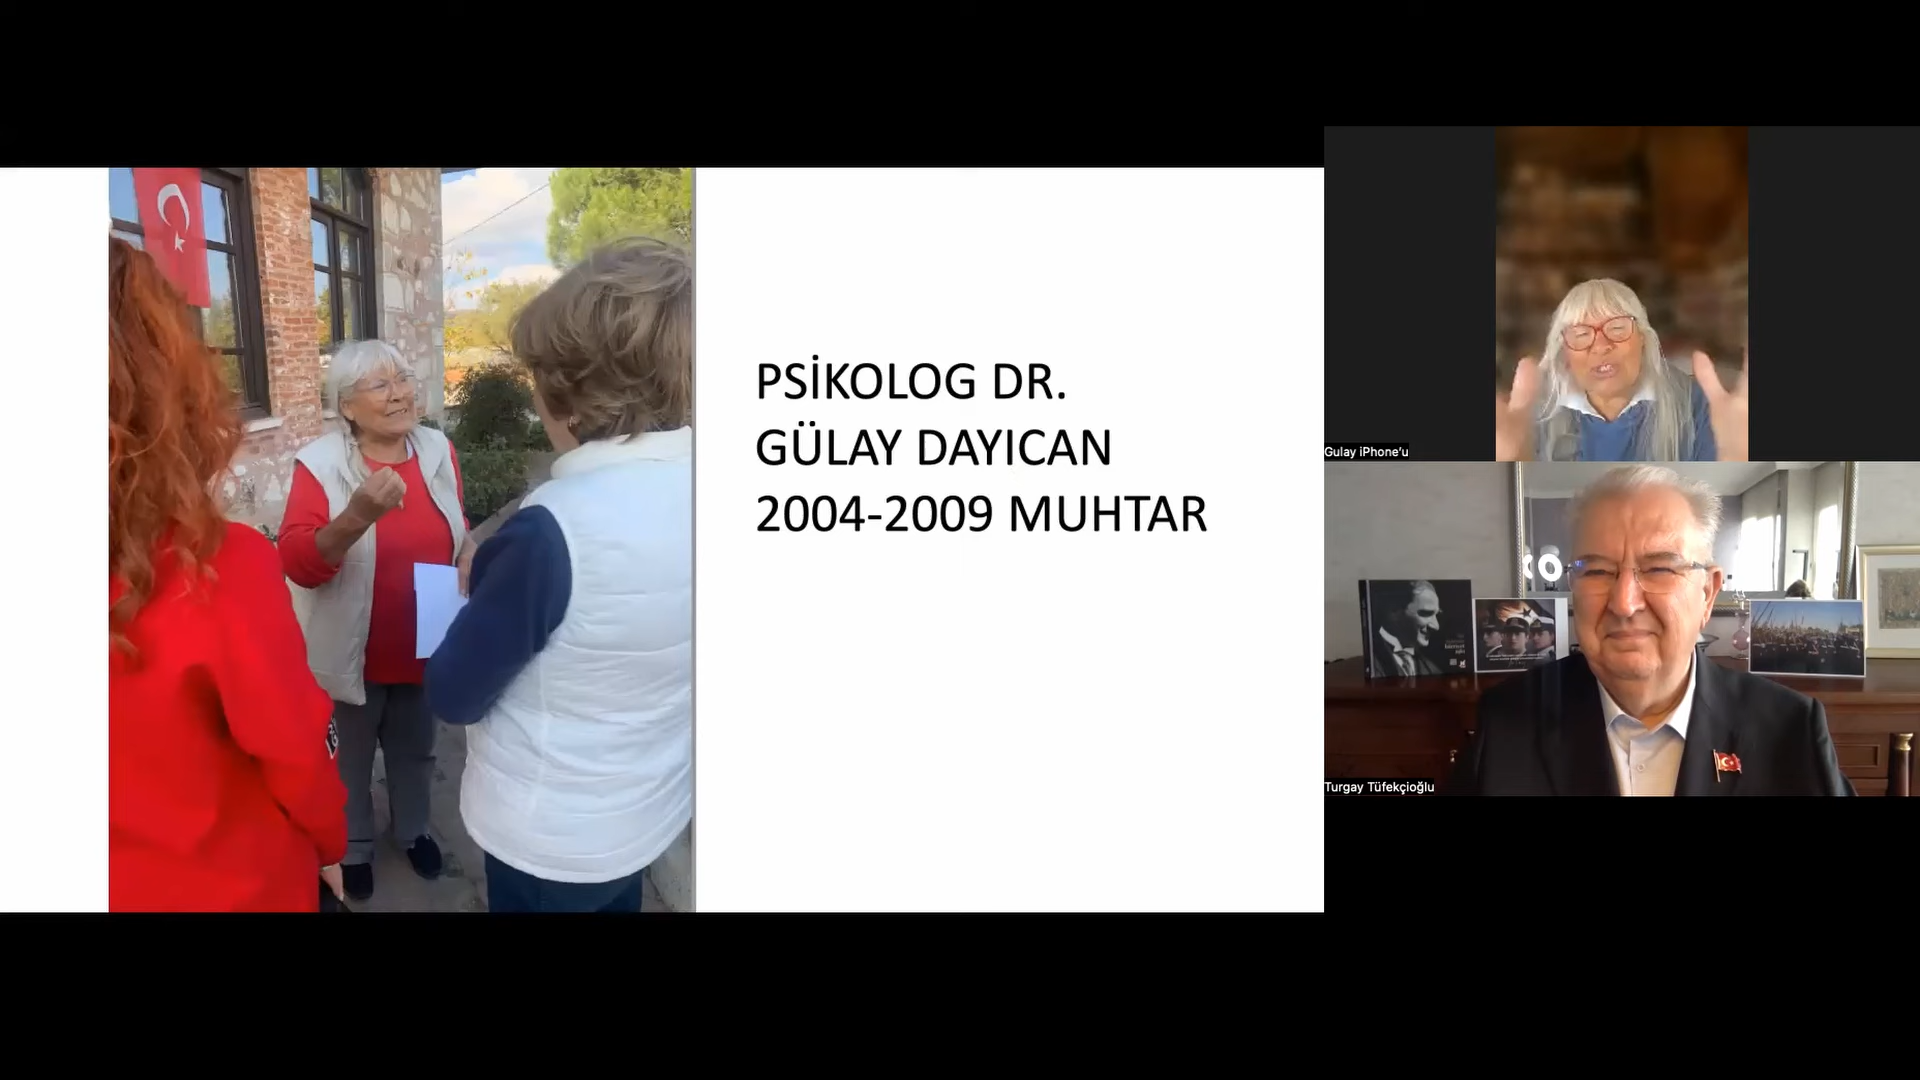 PSİKOLOG DR.
GÜLAY DAYICAN
2004-2009 MUHTAR
Gulay iPhone'u
Turgay Tüfekçioğlu